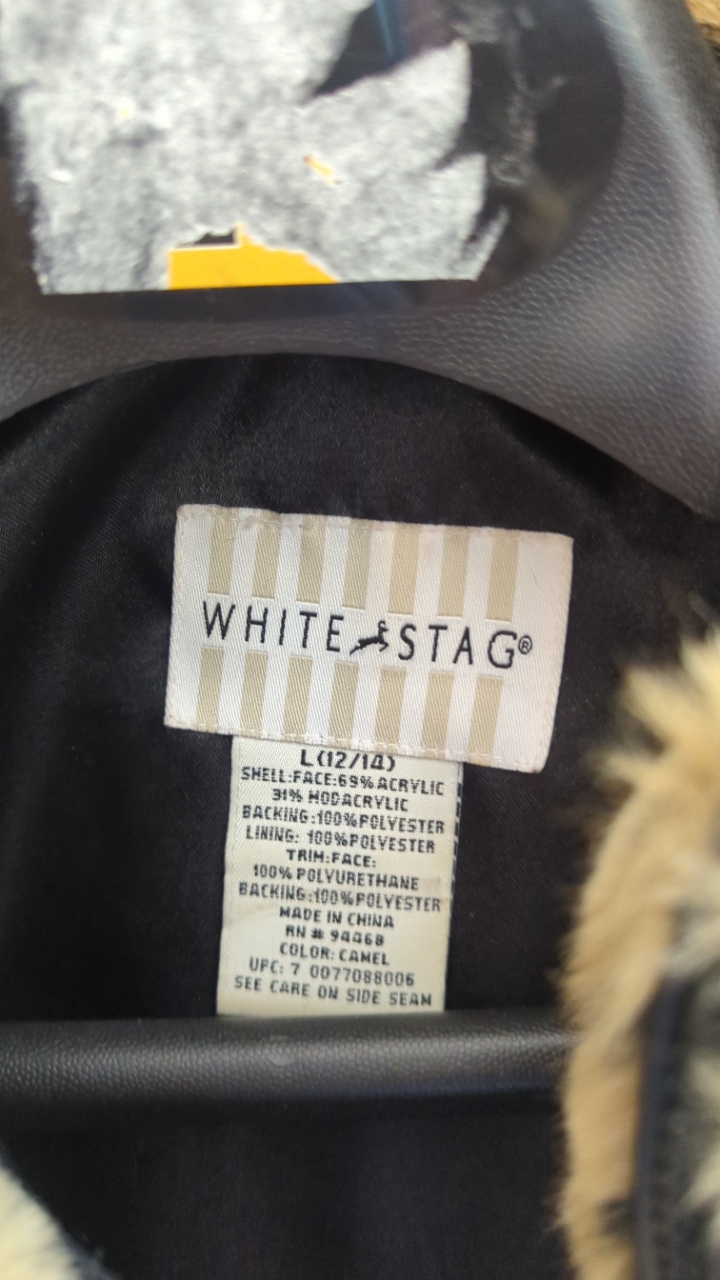 WHITE STAG®
L(12/14)
SHELL:FACE:69% ACRYLIC
31% MODACRYLIC
BACKING:100%POLYESTER
LINING: 100%POLYESTER
TRIM:FACE:
100% POLYURETHANE
BACKING:100%POLYESTER
MADE IN CHINA
RN # 94468
COLOR: CAMEL
UPC: 7 0077088006
SEE CARE ON SIDE SEAM